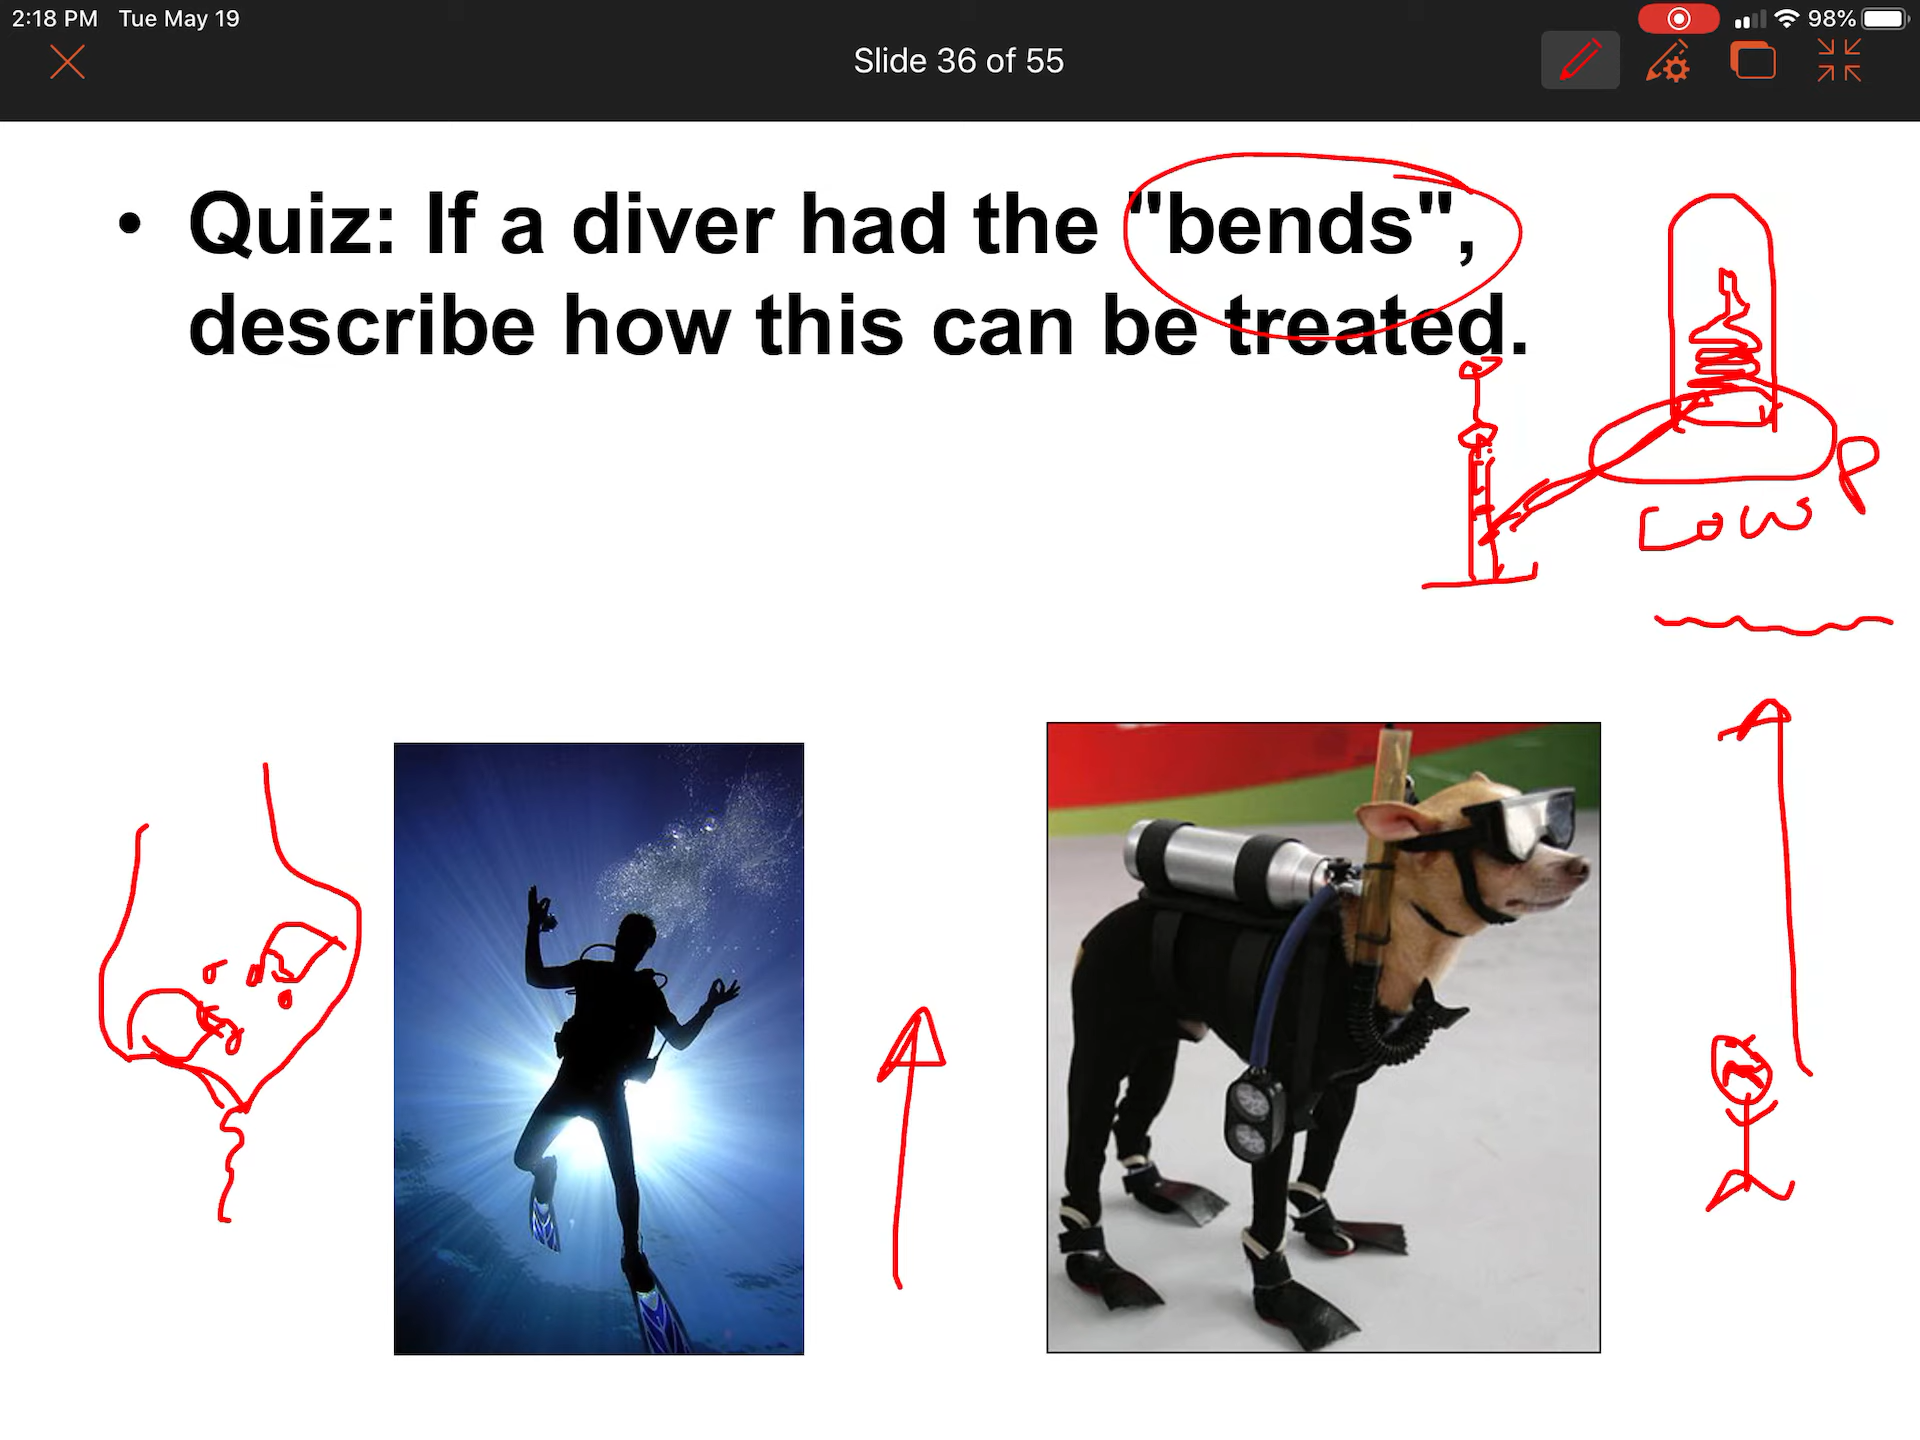 2:18 PM Tue May 19
98%
Slide 36 of 55
• Quiz: If a diver had the "bends",
describe how this can be treated.
Low P